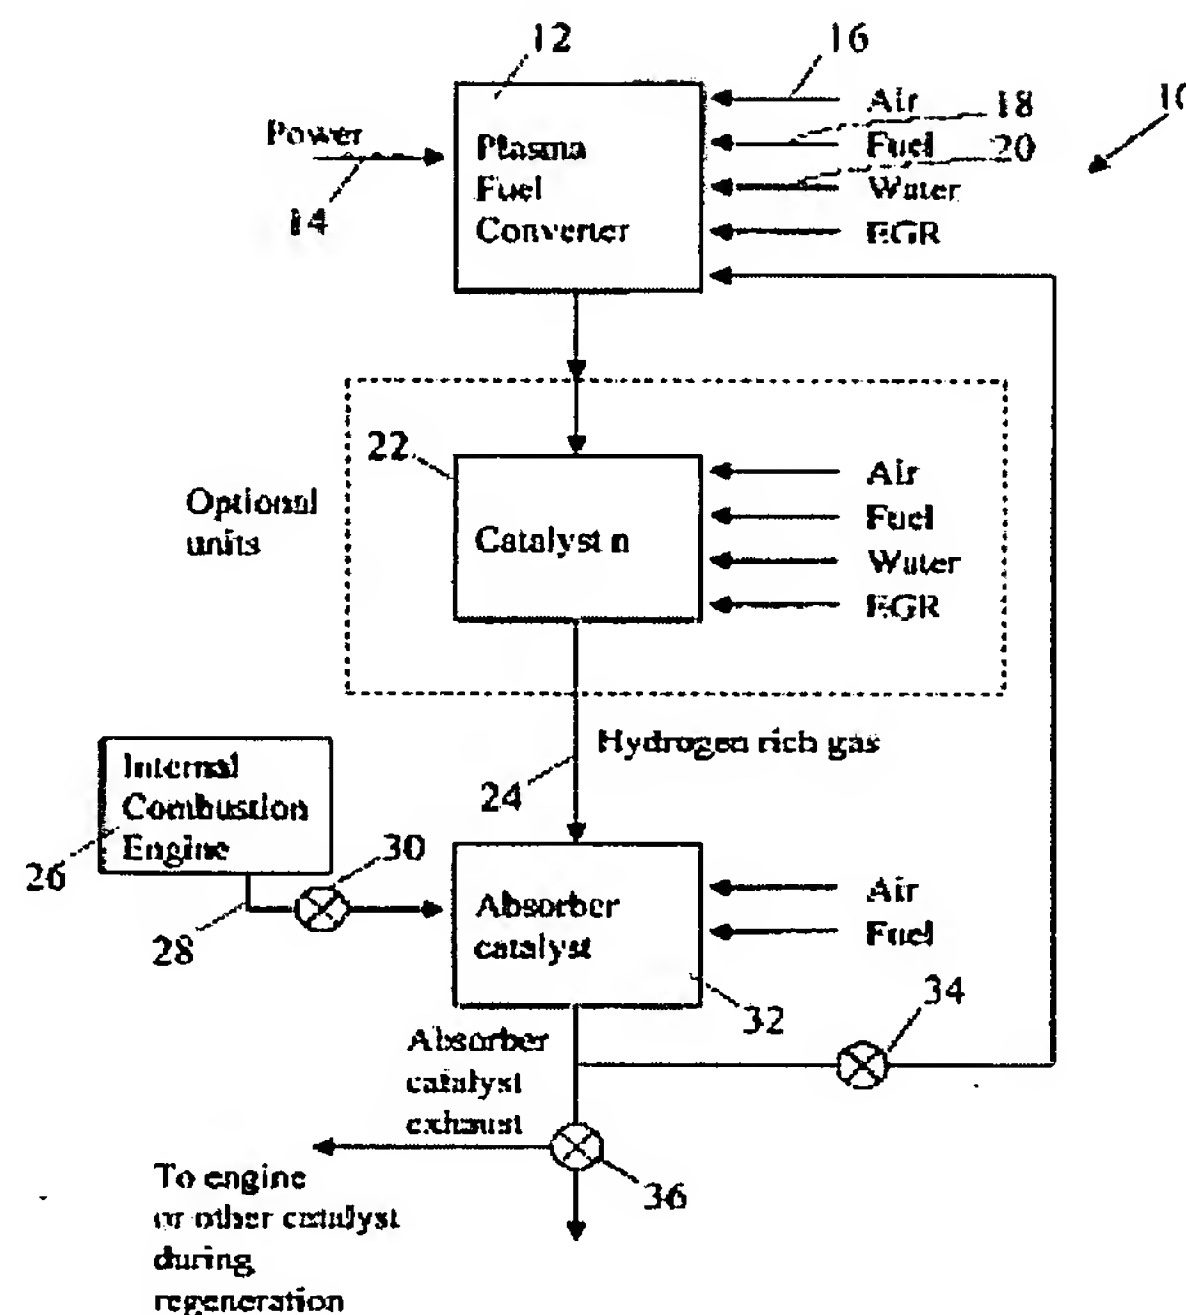 12
16
Air
18
Power
Plasma
Fuel
Converter
Fuel
20
Water
14
EGR
22
Optional
units
Catalyst n
Air
Fuel
Water
EGR
Hydrogen rich gas
24
Internal
Combustion
Engine
26
30
28
Absorber
catalyst
Air
Fuel
32
34
Absorber
catalyst
exhaust
36
To engine
or other catalyst
during
regeneration